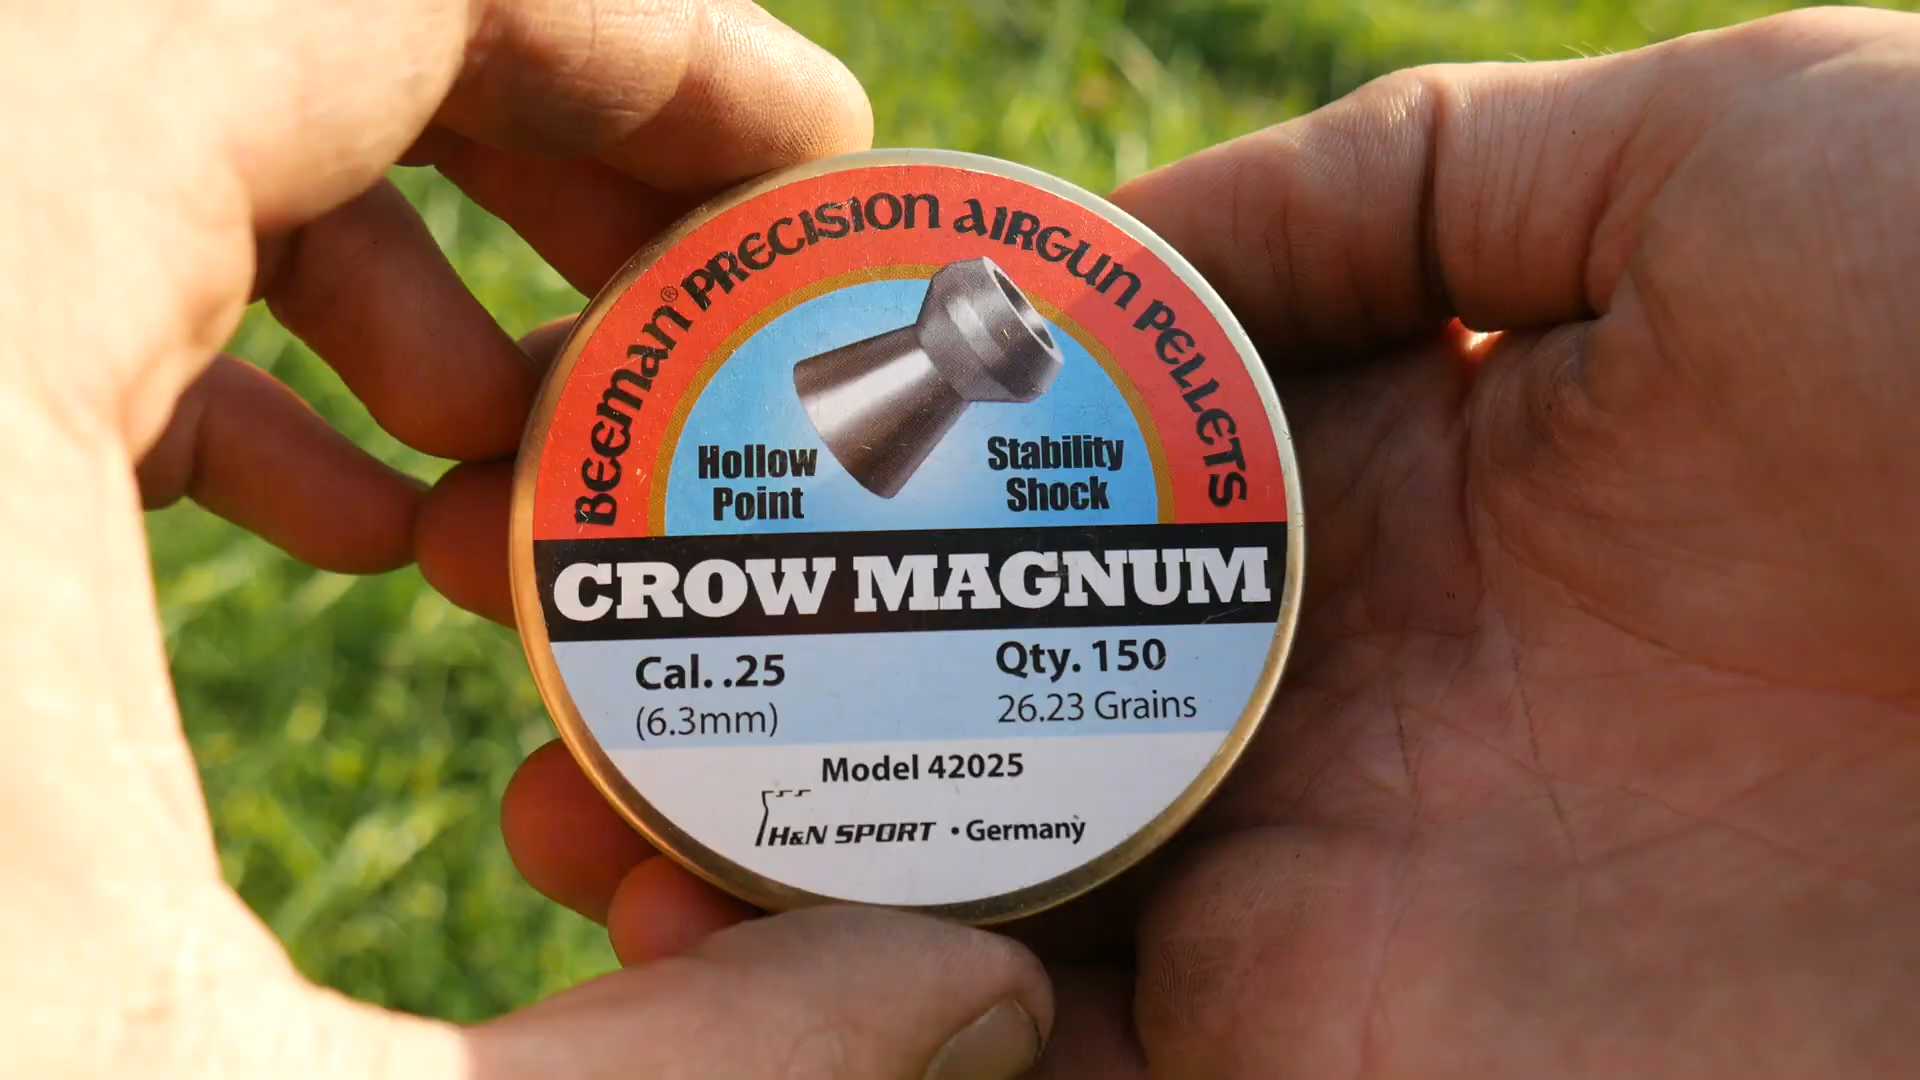 BEEMAN® PRECISION AIRGUN PELLETS
Hollow
Point
Stability
Shock
CROW MAGNUM
Cal. .25
(6.3mm)
Qty. 150
26.23 Grains
Model 42025
H&N SPORT • Germany